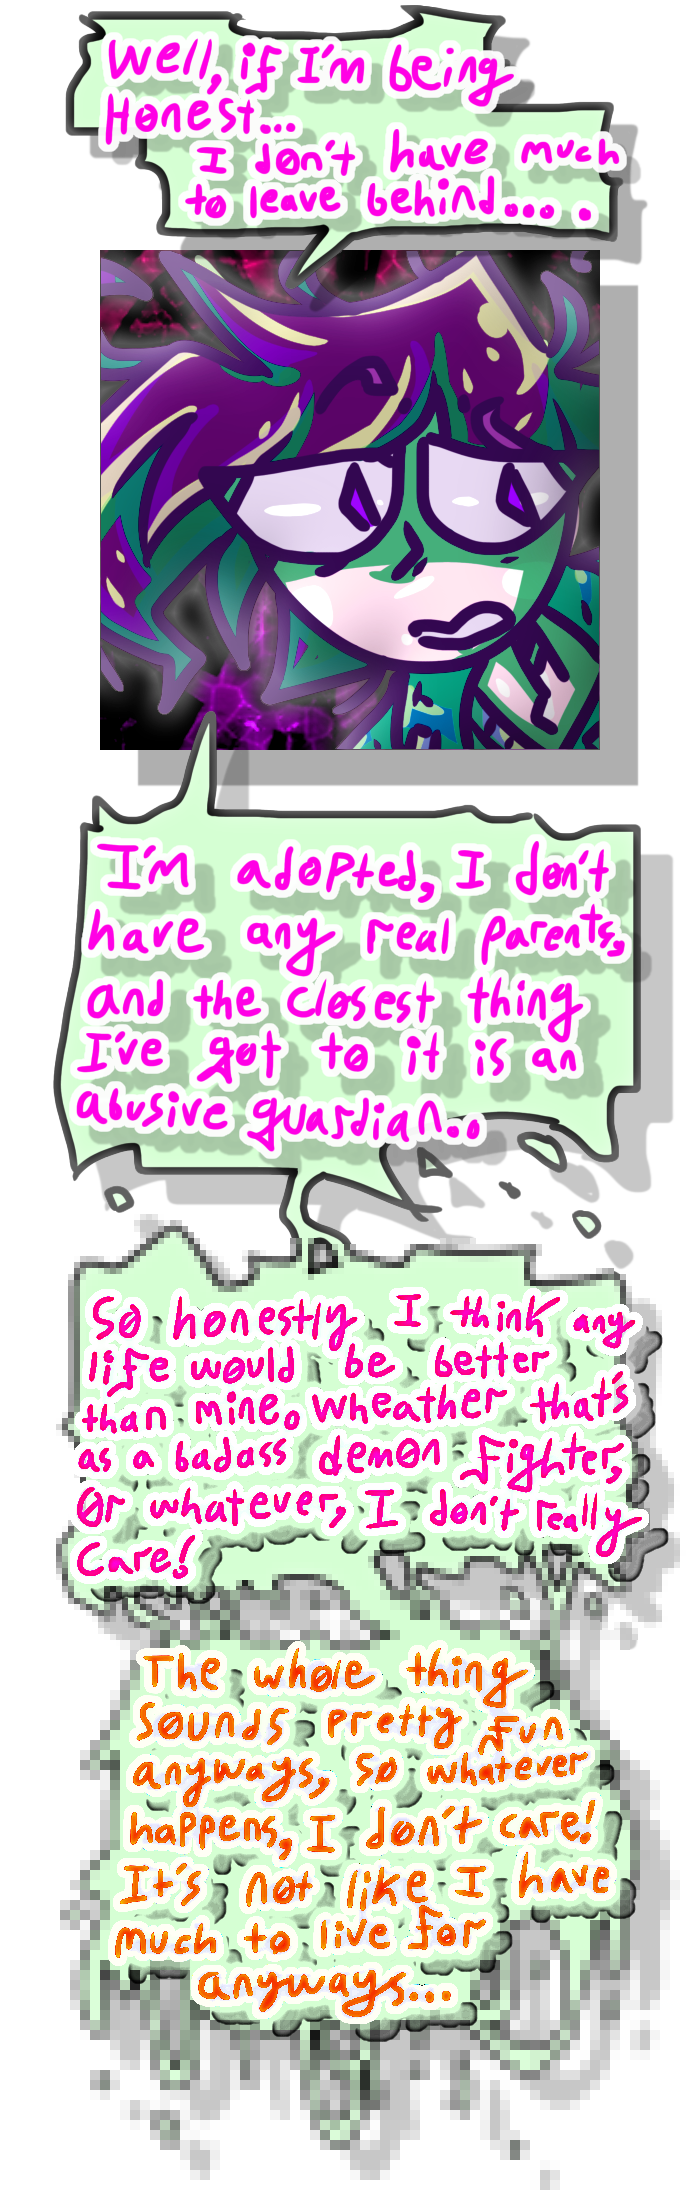 Well, if I'm being
Honest...
I don't have much
to leave behind... .
I'm adopted, I don't
have any real parents,
and the closest thing
I've got to it is an
abusive guardian..
So honestly I think any
life would be better
than mine. Wheather that's
as a badass demon fighter,
Or whatever, I don't really
Care!
The whole thing
Sounds pretty fun
anyways, so whatever
happens, I don't care!
It's not like I have
much to live for
anyways...